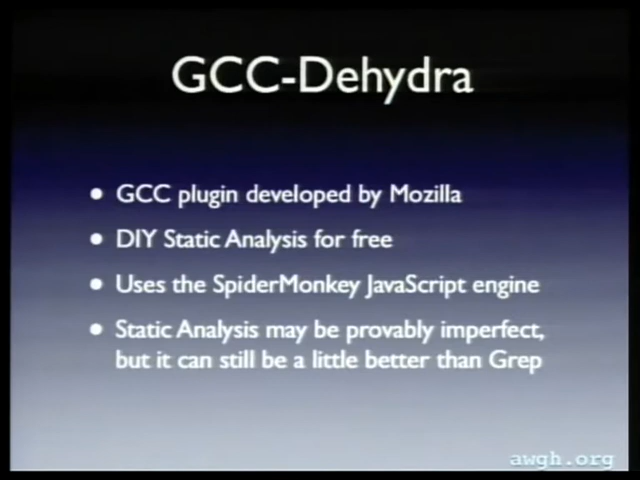 GCC-Dehydra
• GCC plugin developed by Mozilla
• DIY Static Analysis for free
• Uses the SpiderMonkey JavaScript engine
• Static Analysis may be provably imperfect,
but it can still be a little better than Grep
awgh.org